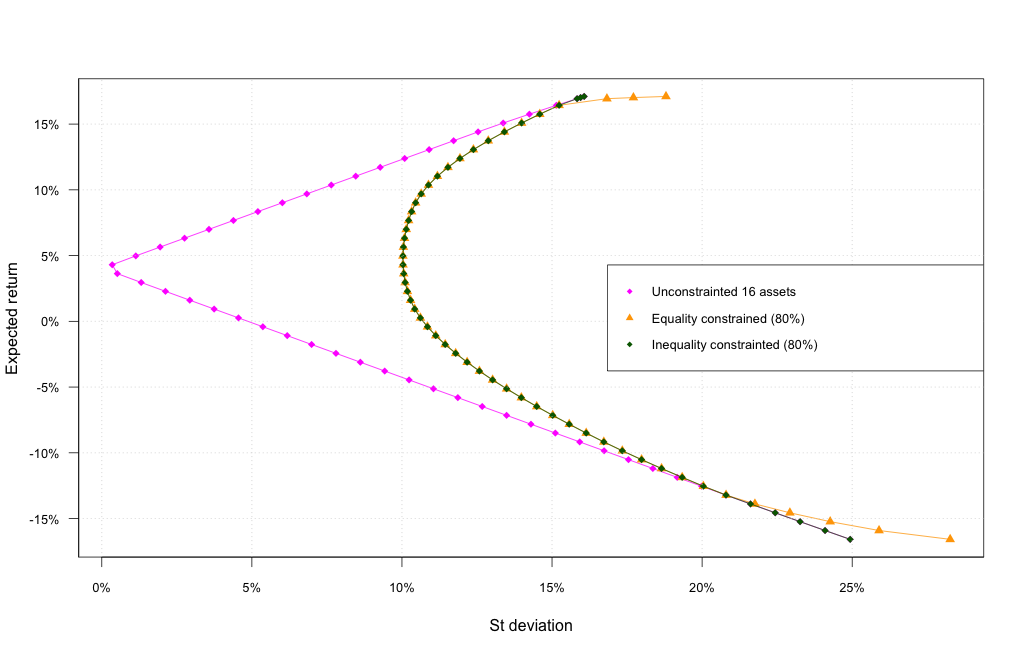 15%
10%
5%
0%
-5%
-10%
-15%
Expected return
Unconstrainted 16 assets
Equality constrained (80%)
Inequality constrainted (80%)
0%
5%
10%
15%
20%
25%
St deviation